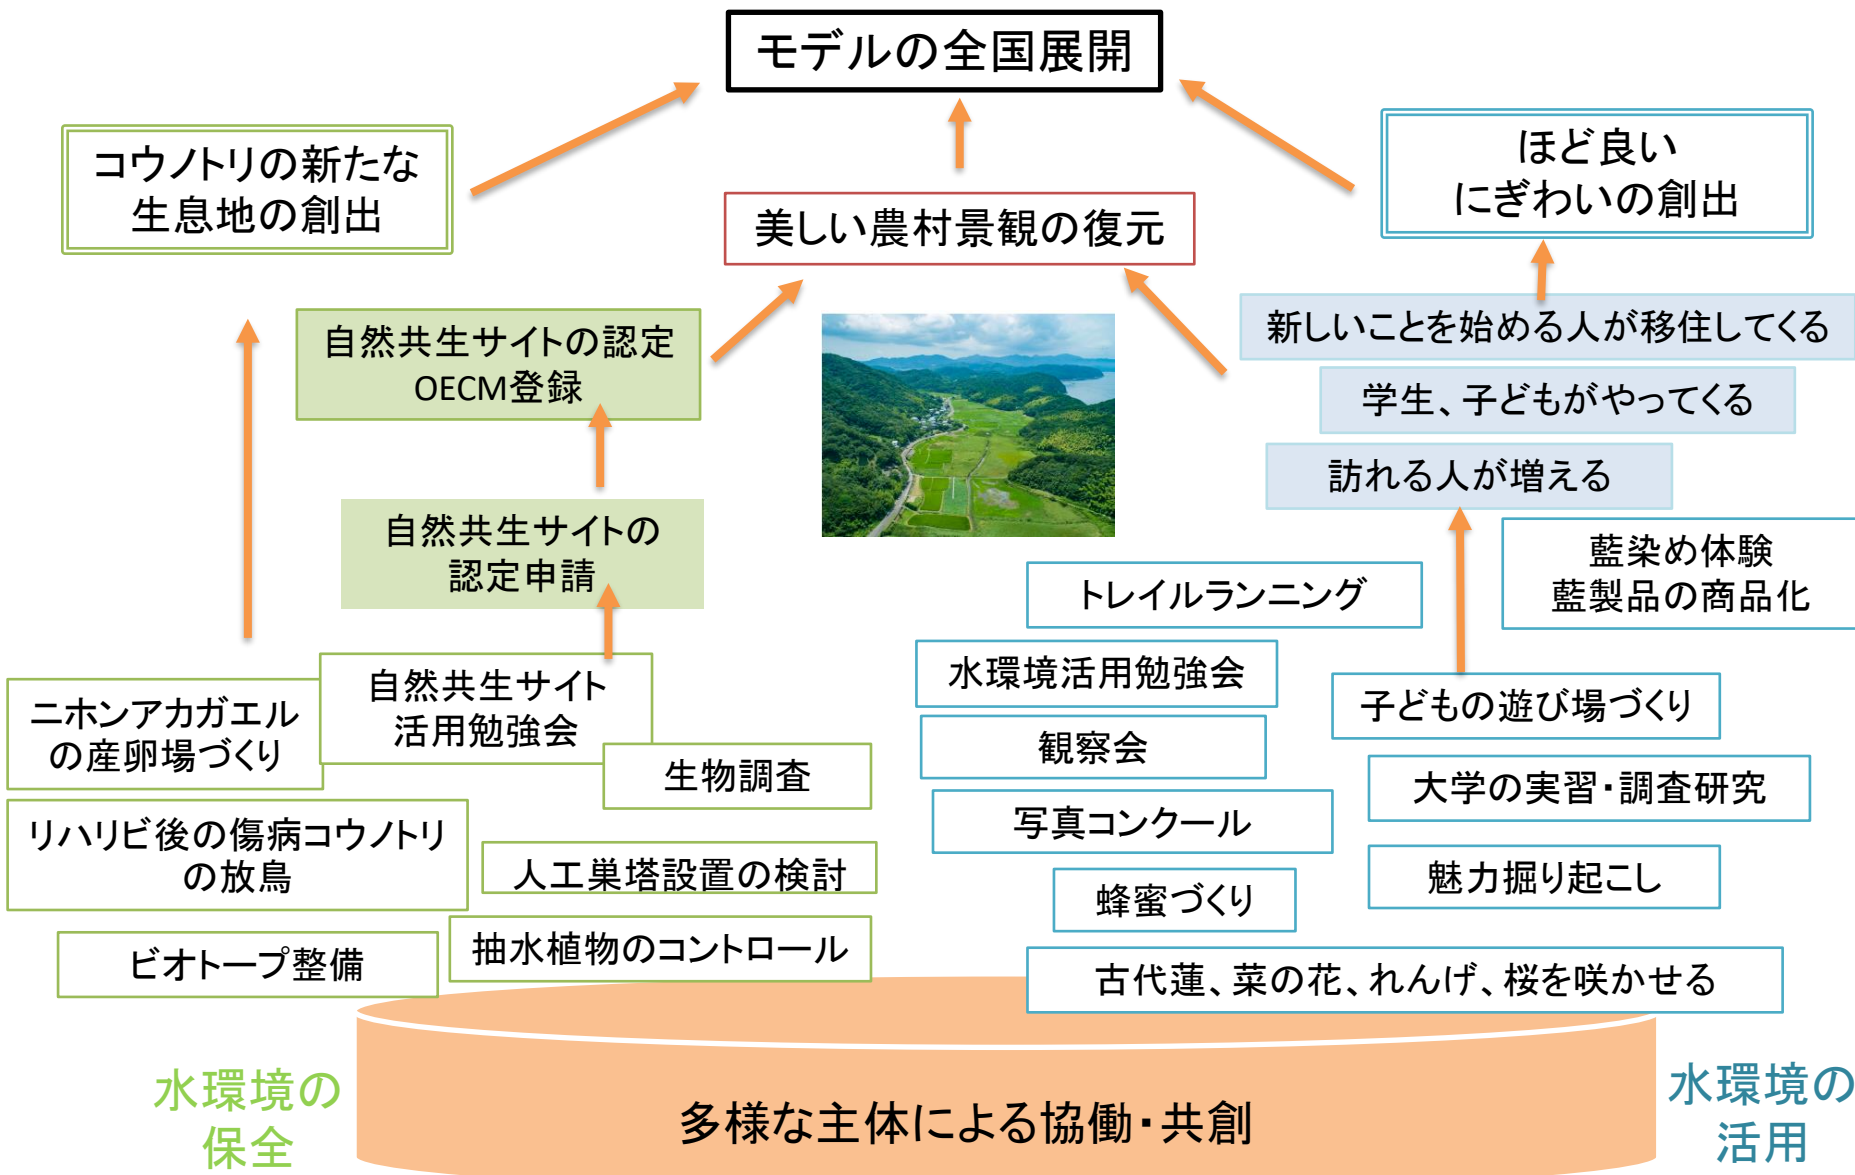 モデルの全国展開
コウノトリの新たな
生息地の創出
美しい農村景観の復元
ほど良い
にぎわいの創出
自然共生サイトの認定
OECM登録
新しいことを始める人が移住してくる
学生、子どもがやってくる
訪れる人が増える
自然共生サイトの
認定申請
藍染め体験
藍製品の商品化
トレイルランニング
水環境活用勉強会
子どもの遊び場づくり
ニホンアカガエル
の産卵場づくり
自然共生サイト
活用勉強会
生物調査
観察会
大学の実習・調査研究
リハリビ後の傷病コウノトリ
の放鳥
人工巣塔設置の検討
写真コンクール
魅力掘り起こし
蜂蜜づくり
ビオトープ整備
抽水植物のコントロール
古代蓮、菜の花、れんげ、桜を咲かせる
水環境の
保全
多様な主体による協働・共創
水環境の
活用